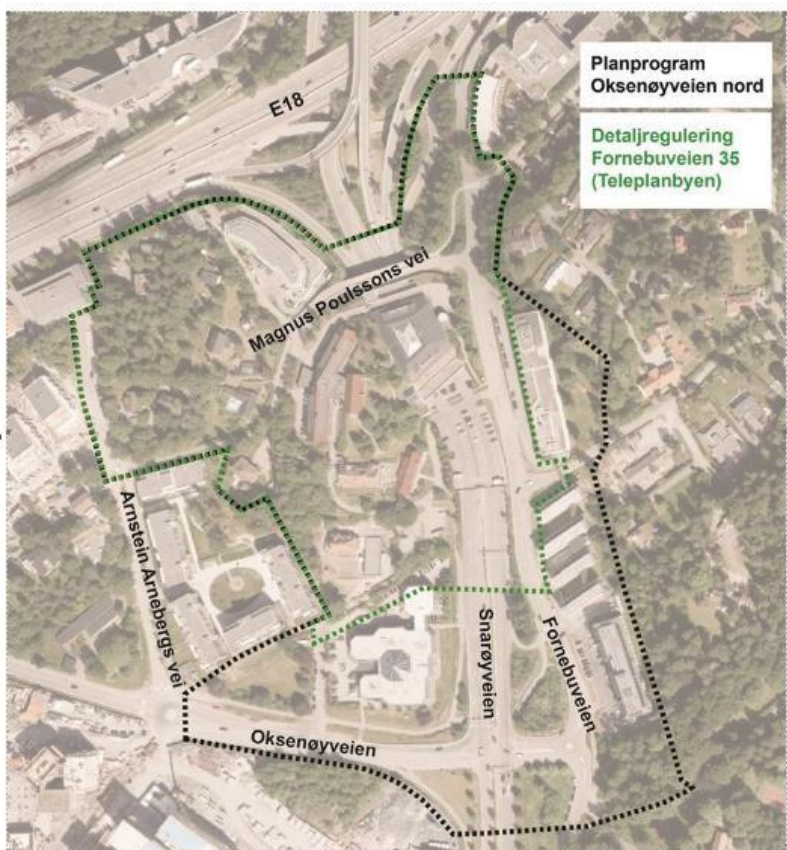 Planprogram
Oksenøyveien nord
Detaljregulering
Fornebuveien 35
(Teleplanbyen)
E18
Magnus Poulssons vei
Arnstein Arnebergs vei
Snarøyveien
Fornebuveien
Oksenøyveien